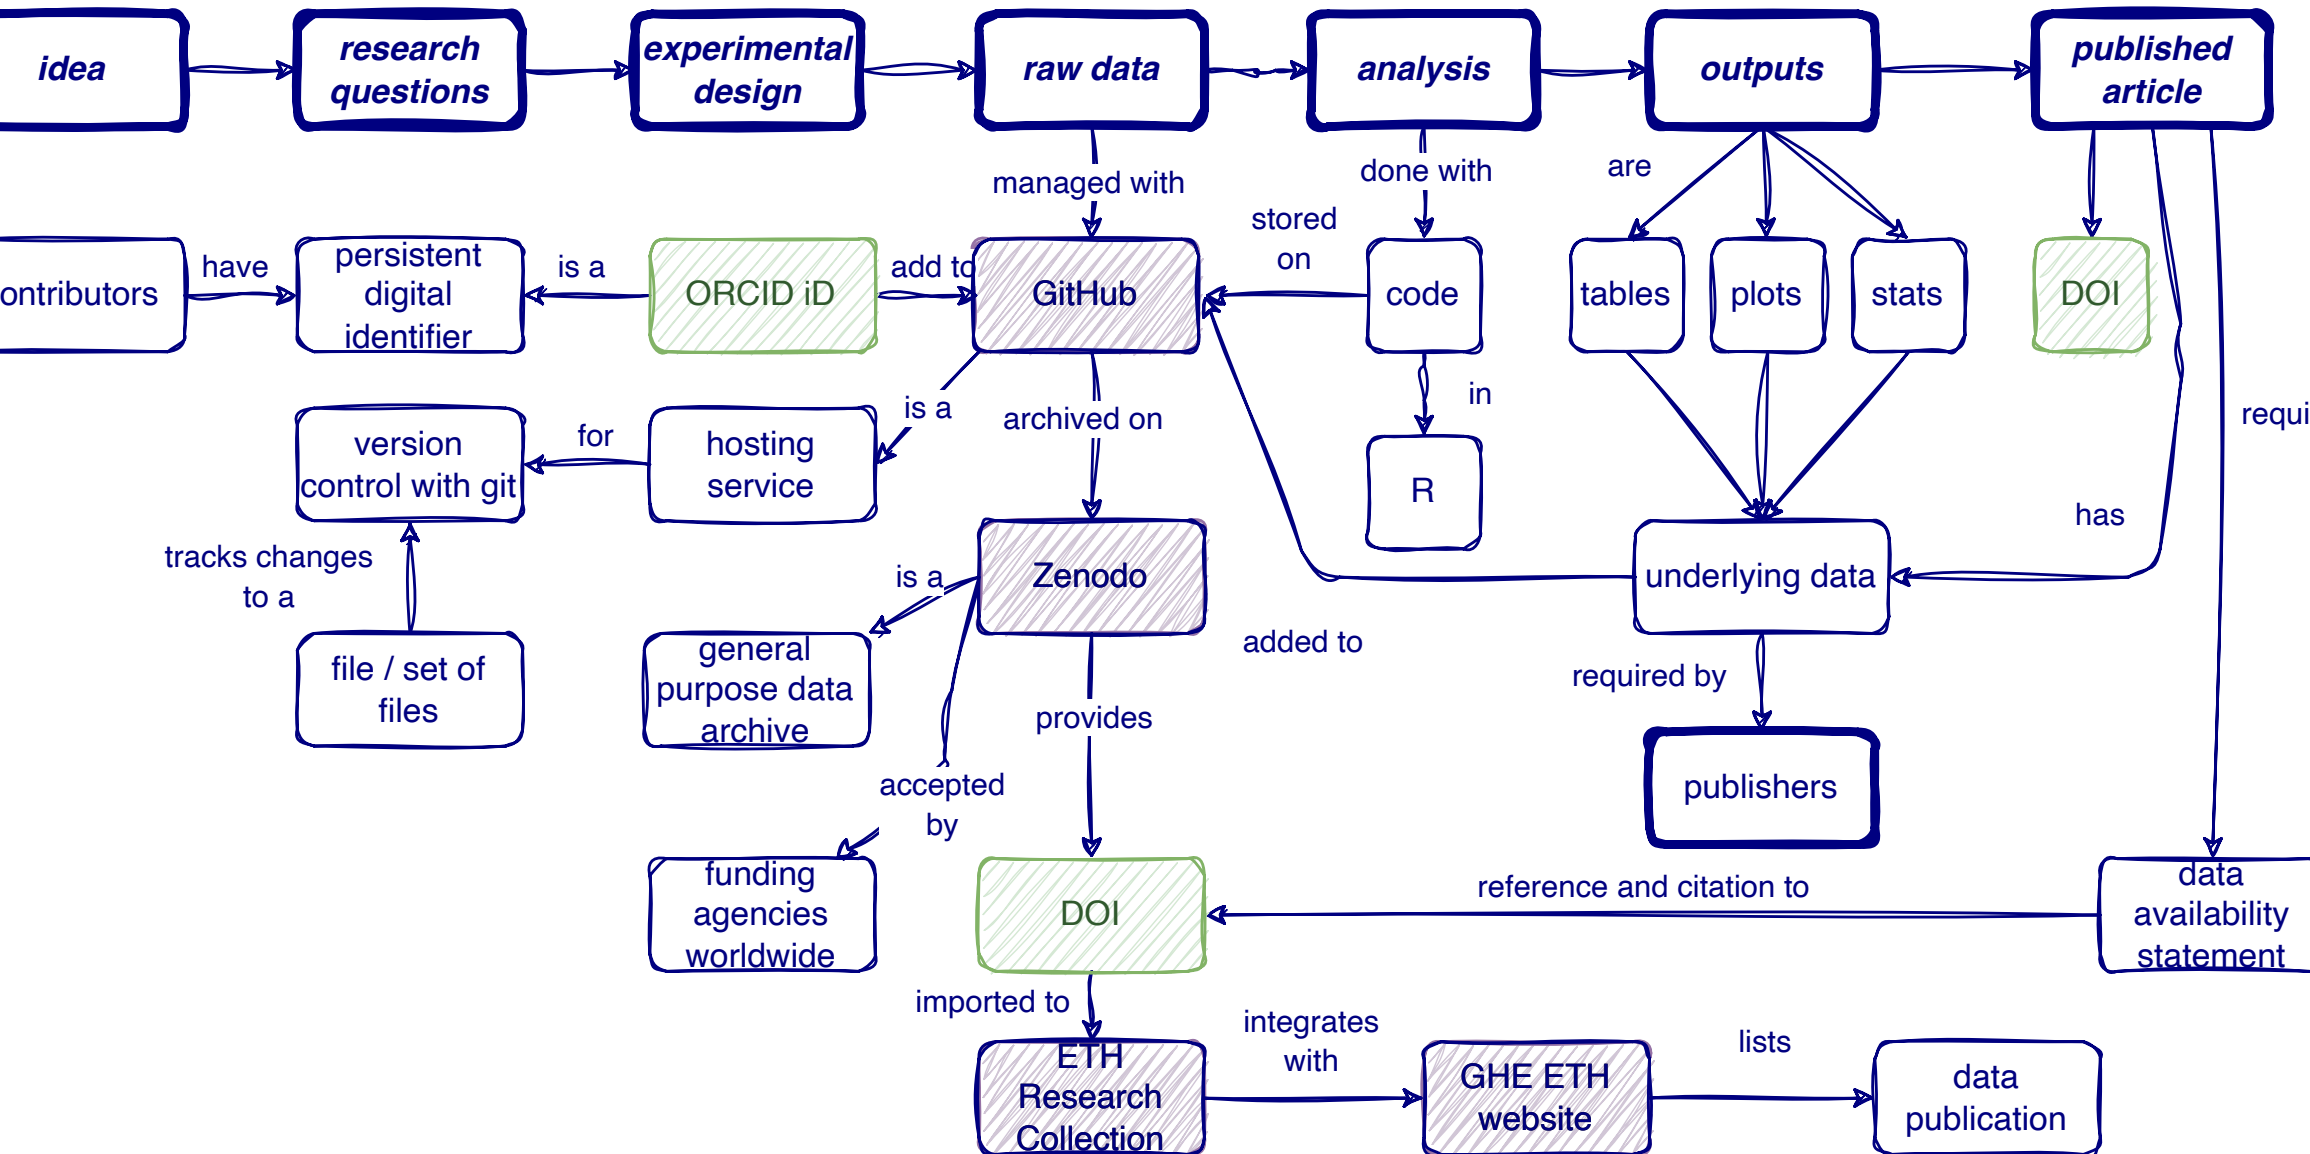 idea
research
questions
experimental
design
raw data
analysis
outputs
published
article
managed with
done with
are
stored
on
ontributors
have
persistent
digital
identifier
is a
ORCID iD
add to
GitHub
code
tables
plots
stats
DOI
version
control with git
for
hosting
service
is a
archived on
in
R
requi
has
tracks changes
to a
is a
Zenodo
underlying data
file / set of
files
general
purpose data
archive
provides
added to
required by
accepted
by
publishers
funding
agencies
worldwide
DOI
reference and citation to
data
availability
statement
imported to
integrates
with
lists
ETH
Research
Collection
GHE ETH
website
data
publication